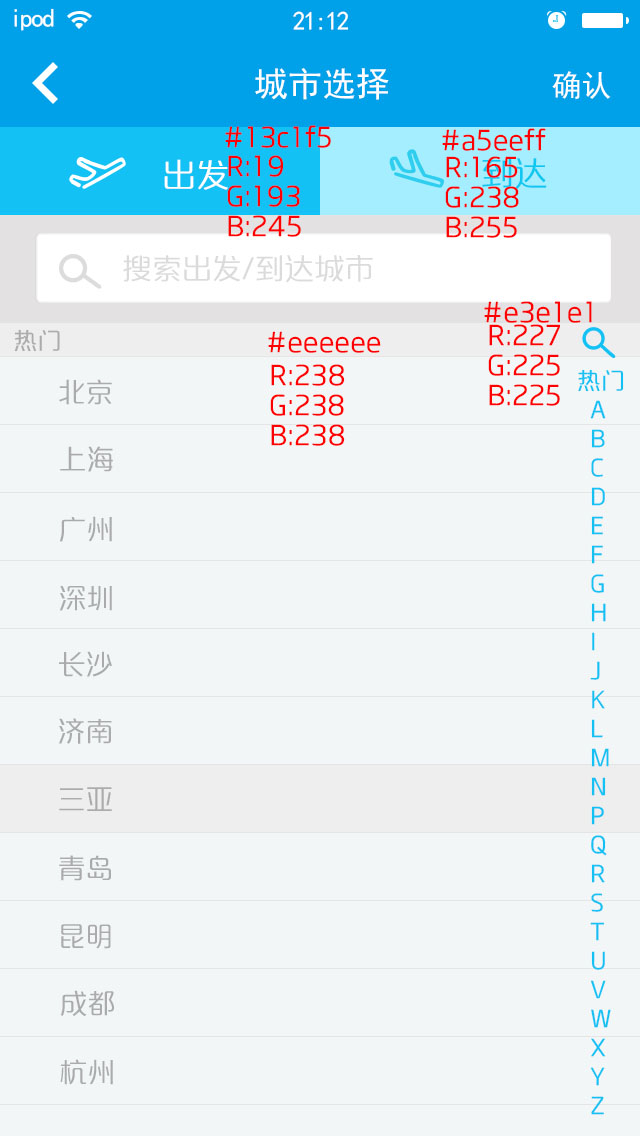 ipod 21:12
城市选择 确认
出发 到达
#13c1f5
R:19
G:193
B:245
#a5eeff
R:165
G:238
B:255
搜索出发/到达城市
#e3e1e1
R:227
G:225
B:225
热门
#eeeeee
R:238
G:238
B:238
北京
上海
广州
深圳
长沙
济南
三亚
青岛
昆明
成都
杭州
热门
A
B
C
D
E
F
G
H
I
J
K
L
M
N
P
Q
R
S
T
U
V
W
X
Y
Z